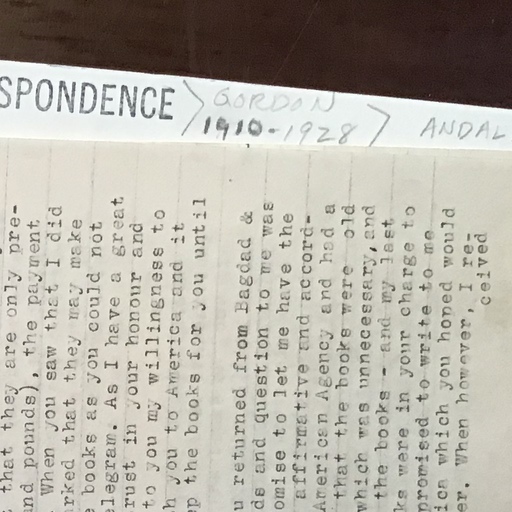 that they are only pre-
and pounds), the payment
. When you saw that I did
rked that they may make
e books as you could not
elegram. As I have a great
rust in your honour and
to you my willingness to
h you to America and it
ep the books for you until
u returned from Bagdad &
ds and question to me was
omise to let me have the
affirmative and accord-
American Agency and had a
that the books were old
which was unnecessary, and
the books - and my last
ks were in your charge to
promised to write to me
ica which you honed would
er. When however, I re-
ceived
SPONDENCE > GORDON
1910-1928 > ANDAL